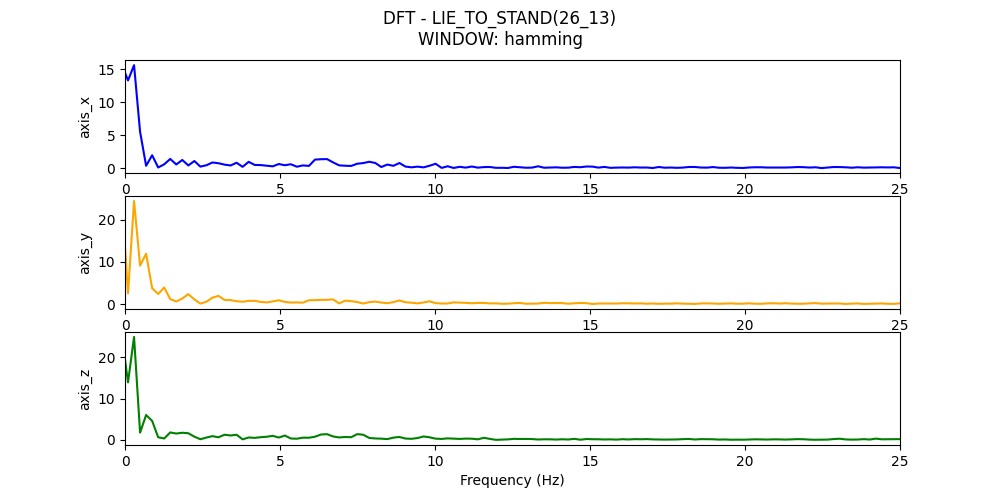 DFT - LIE_TO_STAND(26_13)
WINDOW: hamming
15
10
5
0
axis_x
0 5 10 15 20 25
20
10
0
axis_y
0 5 10 15 20 25
20
10
0
axis_z
0 5 10 15 20 25
Frequency (Hz)